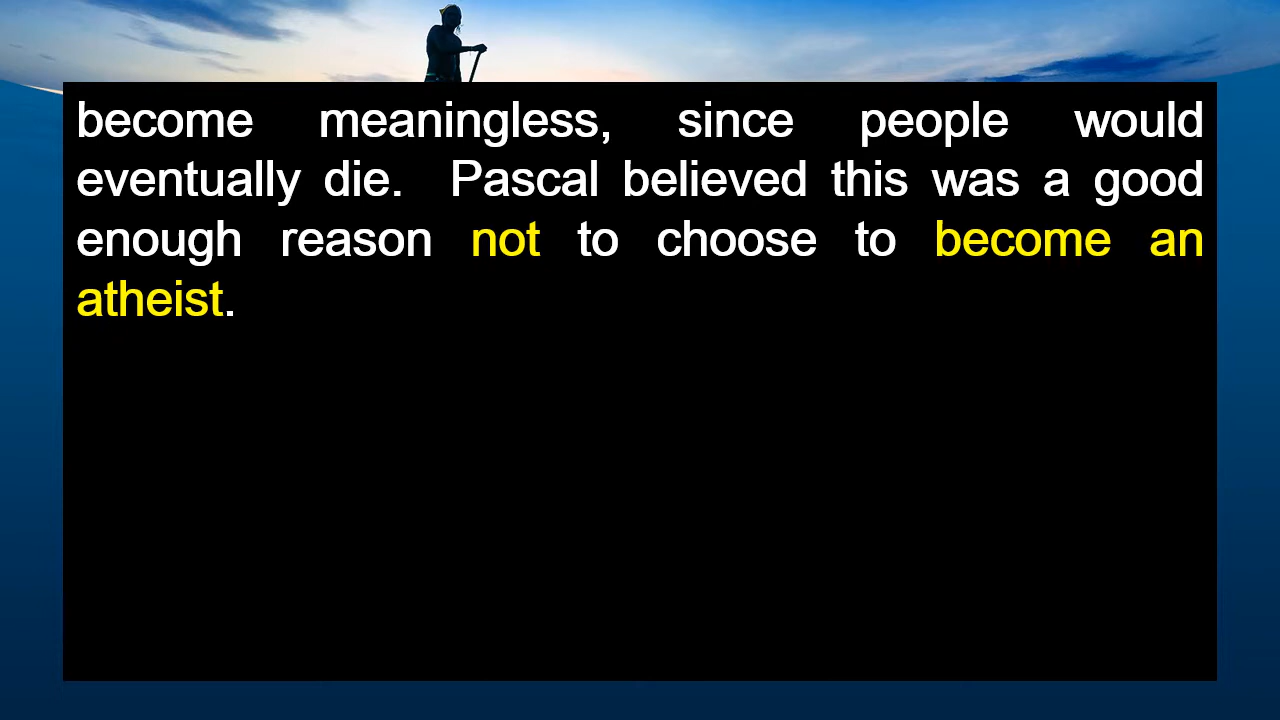 become meaningless, since people would
eventually die.  Pascal believed this was a good
enough reason not to choose to become an
atheist.